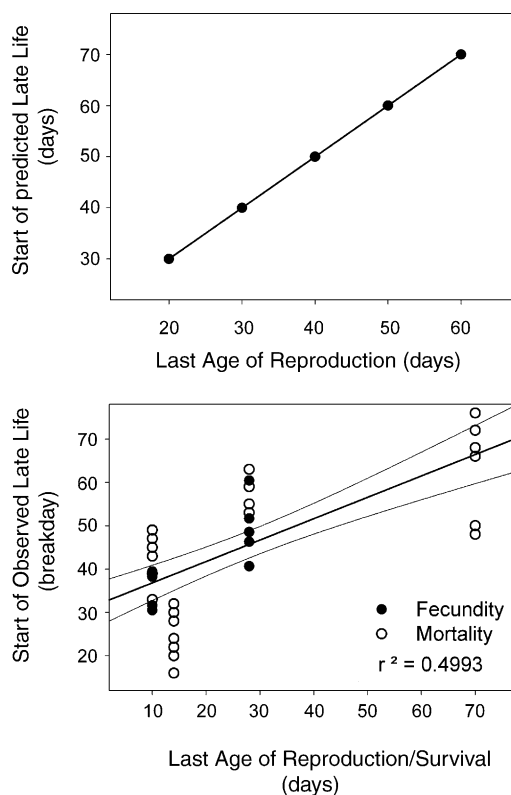 Start of predicted Late Life
(days)
70
60
50
40
30
20 30 40 50 60
Last Age of Reproduction (days)
Start of Observed Late Life
(breakday)
70
60
50
40
30
20
Fecundity
Mortality
r ² = 0.4993
10 20 30 40 50 60 70
Last Age of Reproduction/Survival
(days)